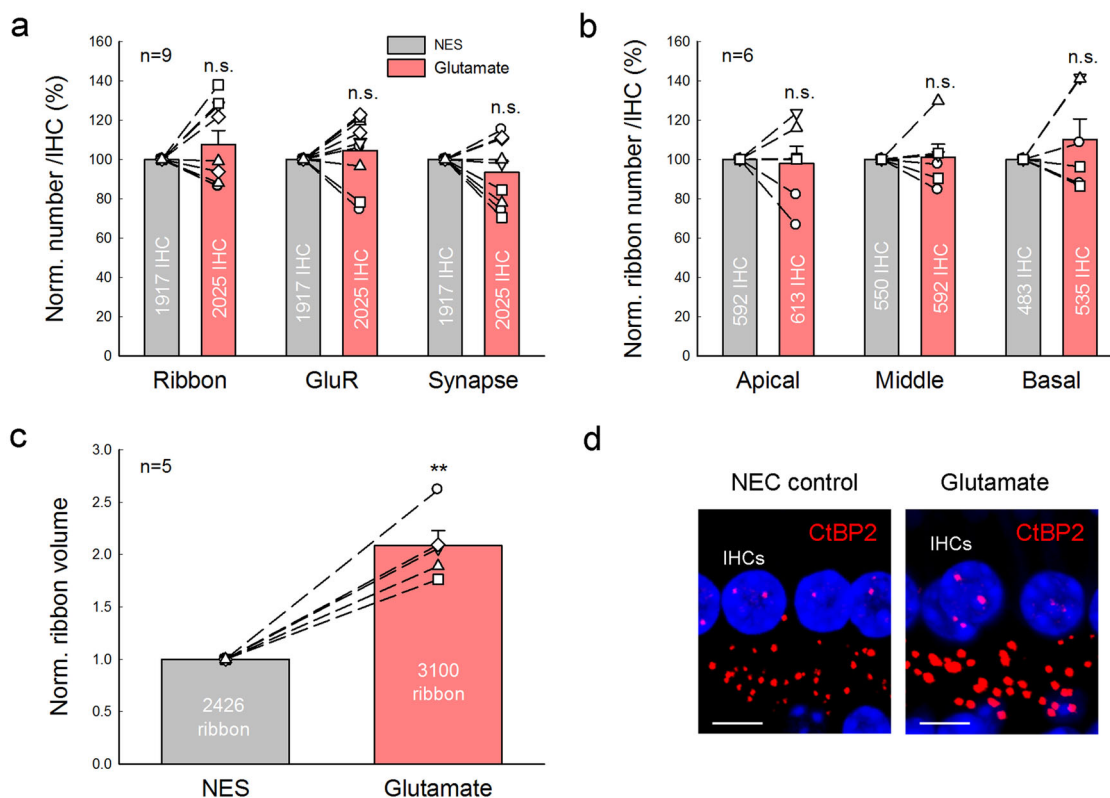 a
Norm. number /IHC (%)
160
140
120
100
80
60
40
20
0
n=9
NES
Glutamate
n.s.
n.s.
n.s.
1917 IHC
2025 IHC
1917 IHC
2025 IHC
1917 IHC
2025 IHC
Ribbon
GluR
Synapse
b
Norm. ribbon number /IHC (%)
160
140
120
100
80
60
40
20
0
n=6
n.s.
n.s.
n.s.
592 IHC
613 IHC
550 IHC
592 IHC
483 IHC
535 IHC
Apical
Middle
Basal
c
Norm. ribbon volume
3.0
2.5
2.0
1.5
1.0
0.5
0.0
n=5
**
2426
ribbon
3100
ribbon
NES
Glutamate
d
NEC control
Glutamate
CtBP2
IHCs
CtBP2
IHCs